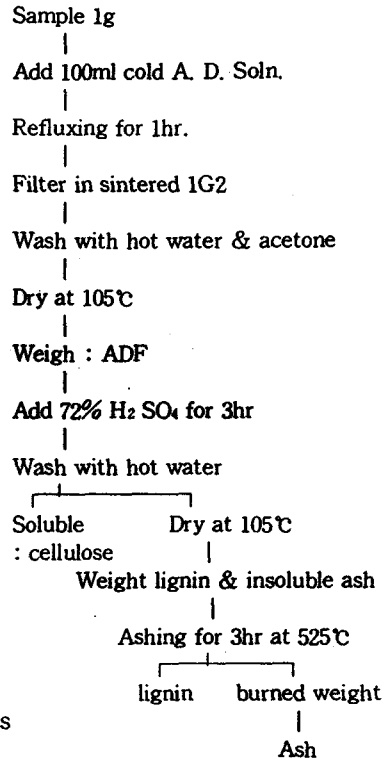 Sample 1g
Add 100ml cold A. D. Soln.
Refluxing for 1hr.
Filter in sintered 1G2
Wash with hot water & acetone
Dry at 105℃
Weigh : ADF
Add 72% H₂ SO₄ for 3hr
Wash with hot water
Soluble Dry at 105℃
: cellulose
Weight lignin & insoluble ash
Ashing for 3hr at 525℃
lignin burned weight
s
Ash